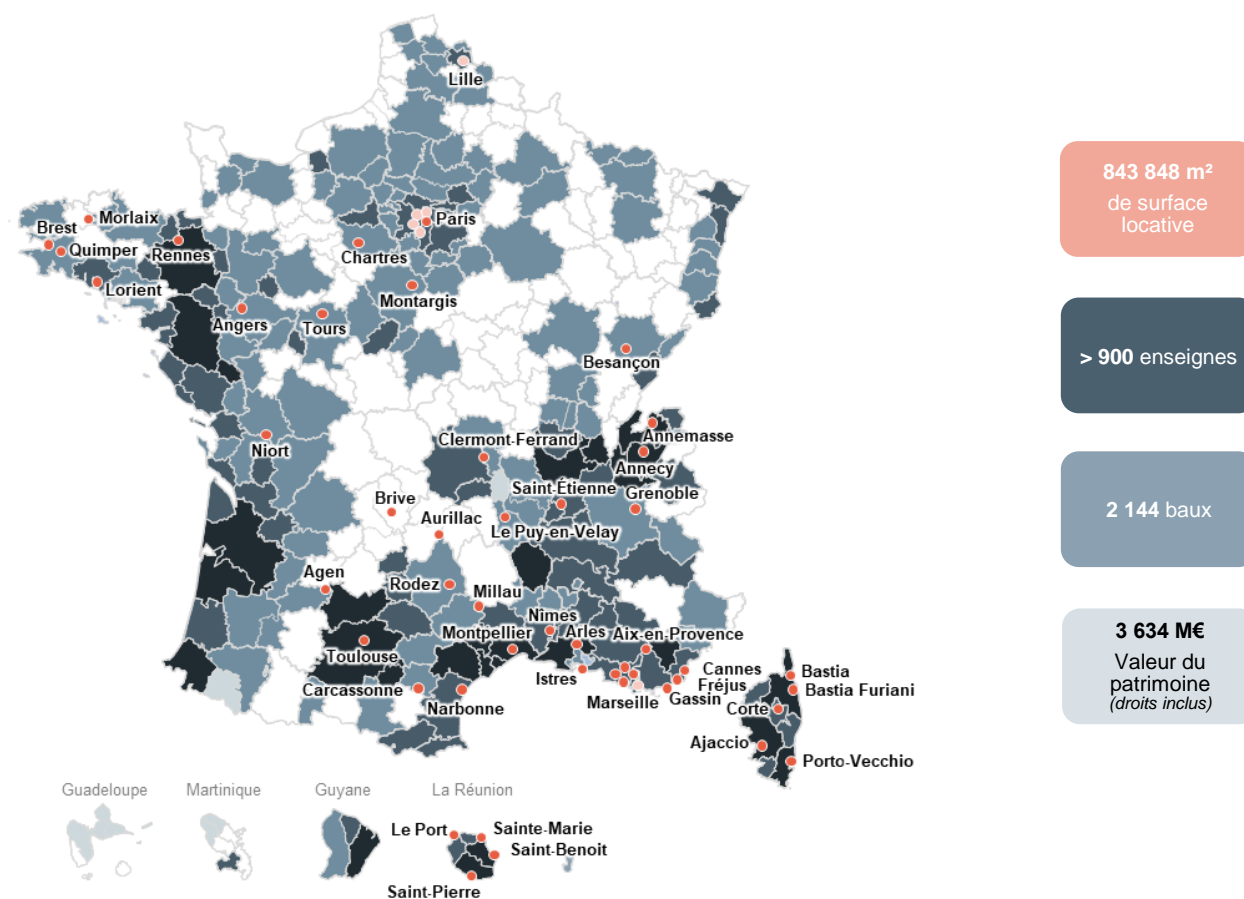 Lille
Paris
Morlaix
Brest
Quimper
Rennes
Lorient
Chartres
Montargis
Angers
Tours
Besançon
Niort
Clermont-Ferrand
Annemasse
Annecy
Saint-Étienne
Grenoble
Brive
Aurillac
Le Puy-en-Velay
Agen
Rodez
Millau
Nîmes
Montpellier
Arles
Aix-en-Provence
Toulouse
Carcassonne
Narbonne
Istres
Marseille
Cannes
Fréjus
Gassin
Bastia
Bastia Furiani
Corte
Ajaccio
Porto-Vecchio
Guadeloupe
Martinique
Guyane
La Réunion
Le Port
Sainte-Marie
Saint-Benoit
Saint-Pierre
843 848 m²
de surface
locative
> 900 enseignes
2 144 baux
3 634 M€
Valeur du
patrimoine
(droits inclus)